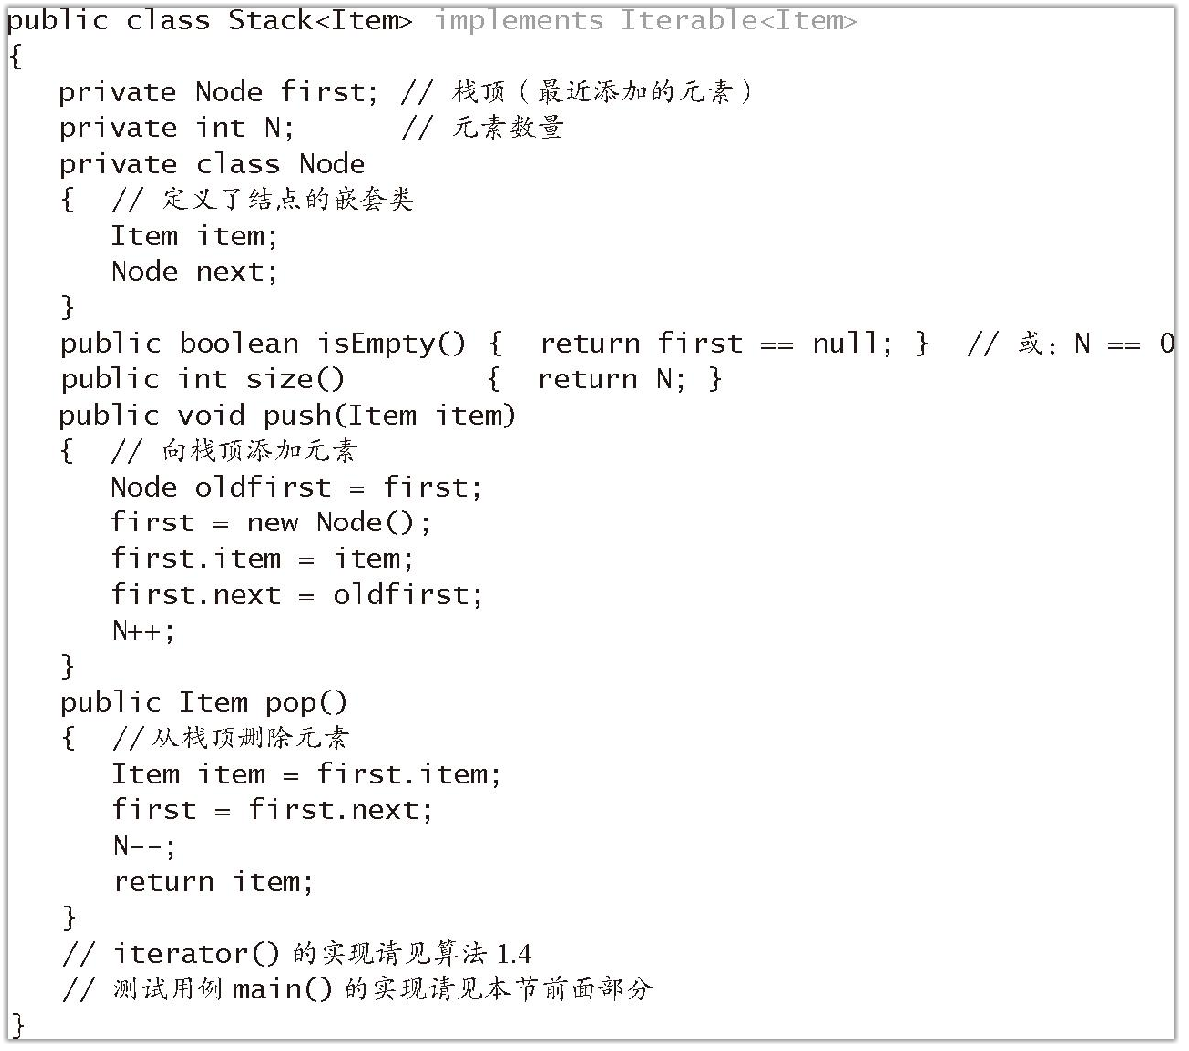 public class Stack<Item> implements Iterable<Item>
{
private Node first; // 栈顶（最近添加的元素）
private int N; // 元素数量
private class Node
{ // 定义了结点的嵌套类
Item item;
Node next;
}
public boolean isEmpty() { return first == null; } // 或：N == 0
public int size() { return N; }
public void push(Item item)
{ // 向栈顶添加元素
Node oldfirst = first;
first = new Node();
first.item = item;
first.next = oldfirst;
N++;
}
public Item pop()
{ //从栈顶删除元素
Item item = first.item;
first = first.next;
N--;
return item;
}
// iterator() 的实现请见算法 1.4
// 测试用例 main() 的实现请见本节前面部分
}